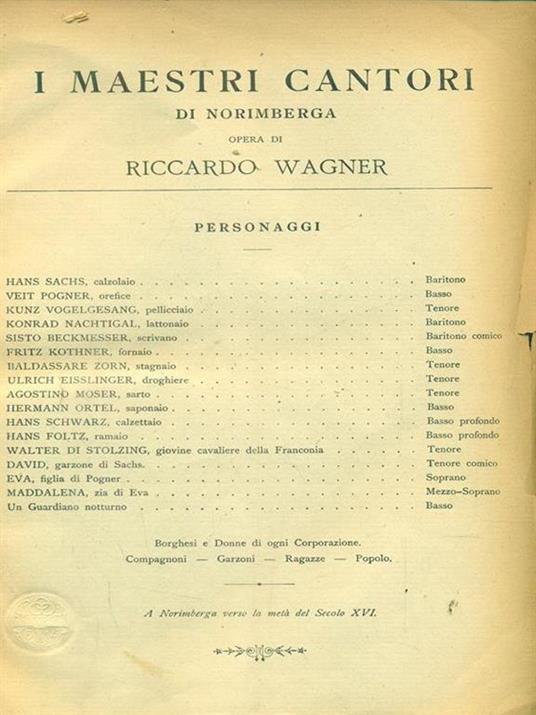 I MAESTRI CANTORI
DI NORIMBERGA
OPERA DI
RICCARDO WAGNER
PERSONAGGI
HANS SACHS, calzolaio . . . . . . . . . . . . . . . . . Baritono
VEIT POGNER, orefice . . . . . . . . . . . . . . . . . Basso
KUNZ VOGELGESANG, pellicciaio . . . . . . . . . . . . . Tenore
KONRAD NACHTIGAL, lattonaio . . . . . . . . . . . . . Baritono
SISTO BECKMESSER, scrivano . . . . . . . . . . . . . . Baritono comico
FRITZ KOTHNER, fornaio . . . . . . . . . . . . . . . . Basso
BALDASSARE ZORN, stagnaio . . . . . . . . . . . . . . Tenore
ULRICH EISSLINGER, droghiere . . . . . . . . . . . . . Tenore
AGOSTINO MOSER, sarto . . . . . . . . . . . . . . . . Tenore
HERMANN ORTEL, saponaio . . . . . . . . . . . . . . . Basso
HANS SCHWARZ, calzettaio . . . . . . . . . . . . . . . Basso profondo
HANS FOLTZ, ramaio . . . . . . . . . . . . . . . . . Basso profondo
WALTER DI STOLZING, giovine cavaliere della Franconia . . . . . Tenore
DAVID, garzone di Sachs. . . . . . . . . . . . . . . . Tenore comico
EVA, figlia di Pogner . . . . . . . . . . . . . . . . . Soprano
MADDALENA, zia di Eva . . . . . . . . . . . . . . . . Mezzo-Soprano
Un Guardiano notturno . . . . . . . . . . . . . . . . . Basso
Borghesi e Donne di ogni Corporazione.
Compagnoni — Garzoni — Ragazze — Popolo.
A Norimberga verso la metà del Secolo XVI.